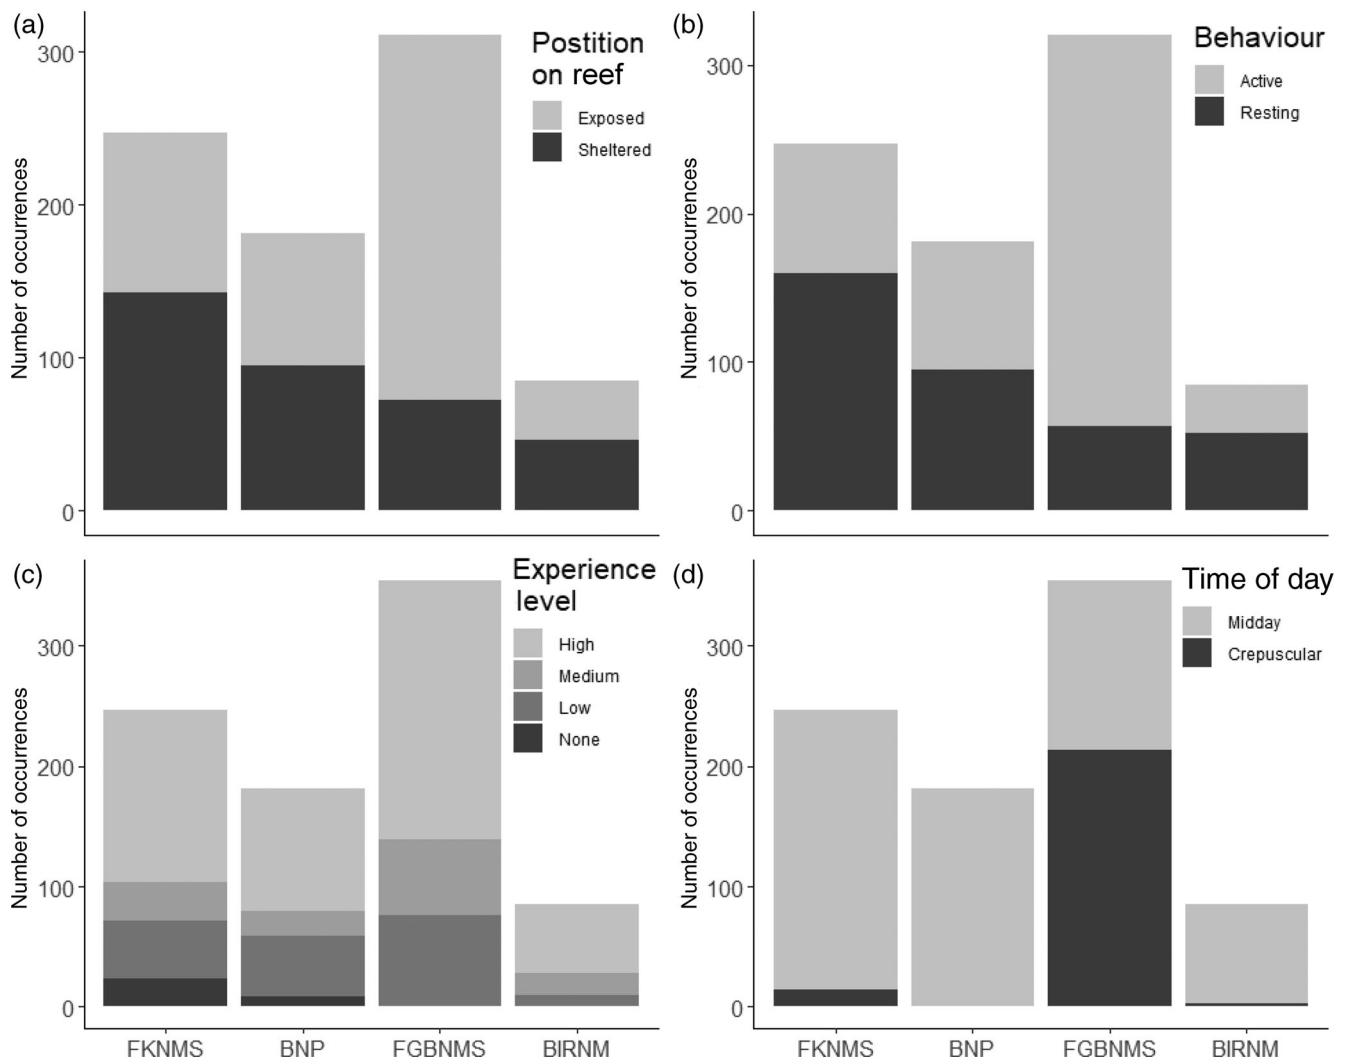 (a)
Postition
on reef
Exposed
Sheltered
Number of occurrences
300
200
100
0
(b)
Behaviour
Active
Resting
Number of occurrences
300
200
100
0
(c)
Experience
level
High
Medium
Low
None
Number of occurrences
300
200
100
0
FKNMS BNP FGBNMS BIRNM
(d)
Time of day
Midday
Crepuscular
Number of occurrences
300
200
100
0
FKNMS BNP FGBNMS BIRNM